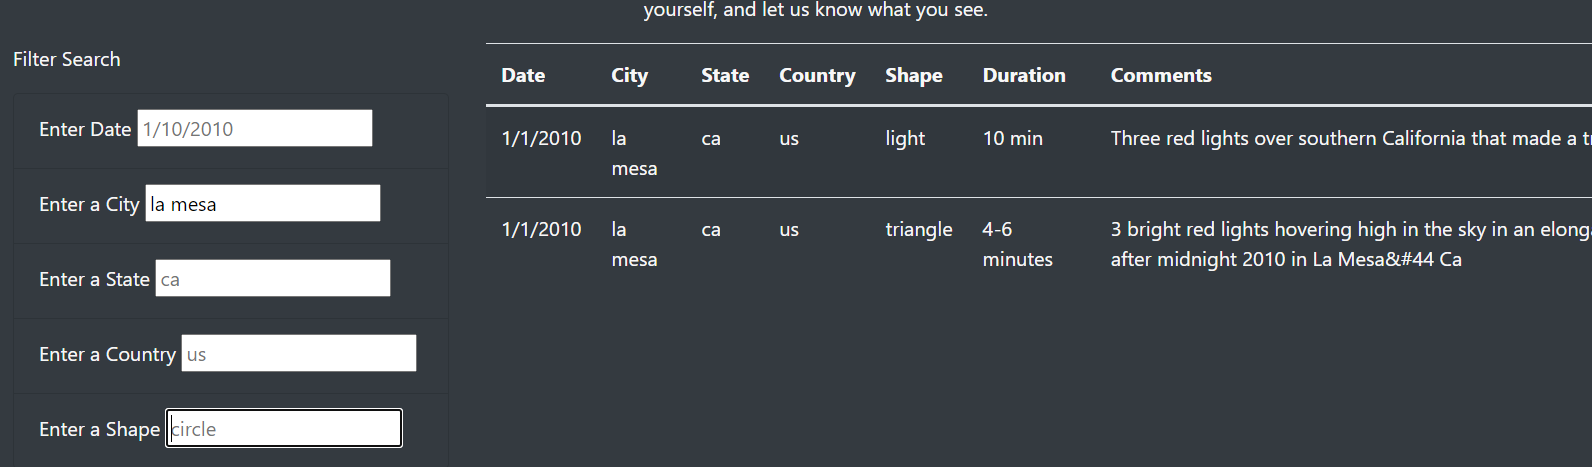 yourself, and let us know what you see.
Filter Search
Enter Date 1/10/2010
Enter a City la mesa
Enter a State ca
Enter a Country us
Enter a Shape circle
Date City State Country Shape Duration Comments
1/1/2010 la ca us light 10 min Three red lights over southern California that made a
mesa
1/1/2010 la ca us triangle 4-6 3 bright red lights hovering high in the sky in an
mesa minutes after midnight 2010 in La Mesa&#44 Ca